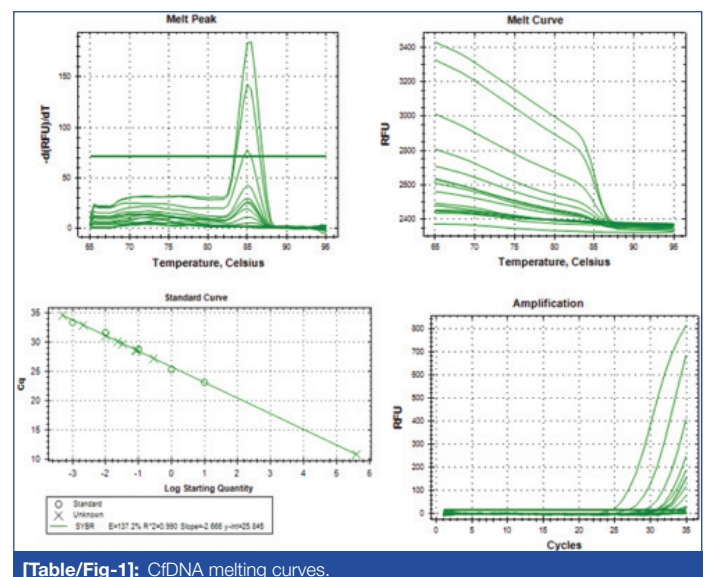 Melt Peak
-d(RFU)/dT
150
100
50
0
65 70 75 80 85 90 95
Temperature, Celsius
Melt Curve
RFU
3400
3200
3000
2800
2600
2400
65 70 75 80 85 90 95
Temperature, Celsius
Standard Curve
Cq
35
30
25
20
15
10
-3 -2 -1 0 1 2 3 4 5 6
Log Starting Quantity
Standard
Unknown
SYBR E=137.2% R^2=0.990 Slope=-2.666 y-int=25.845
Amplification
RFU
800
700
600
500
400
300
200
100
0
0 5 10 15 20 25 30 35
Cycles
[Table/Fig-1]: CfDNA melting curves.